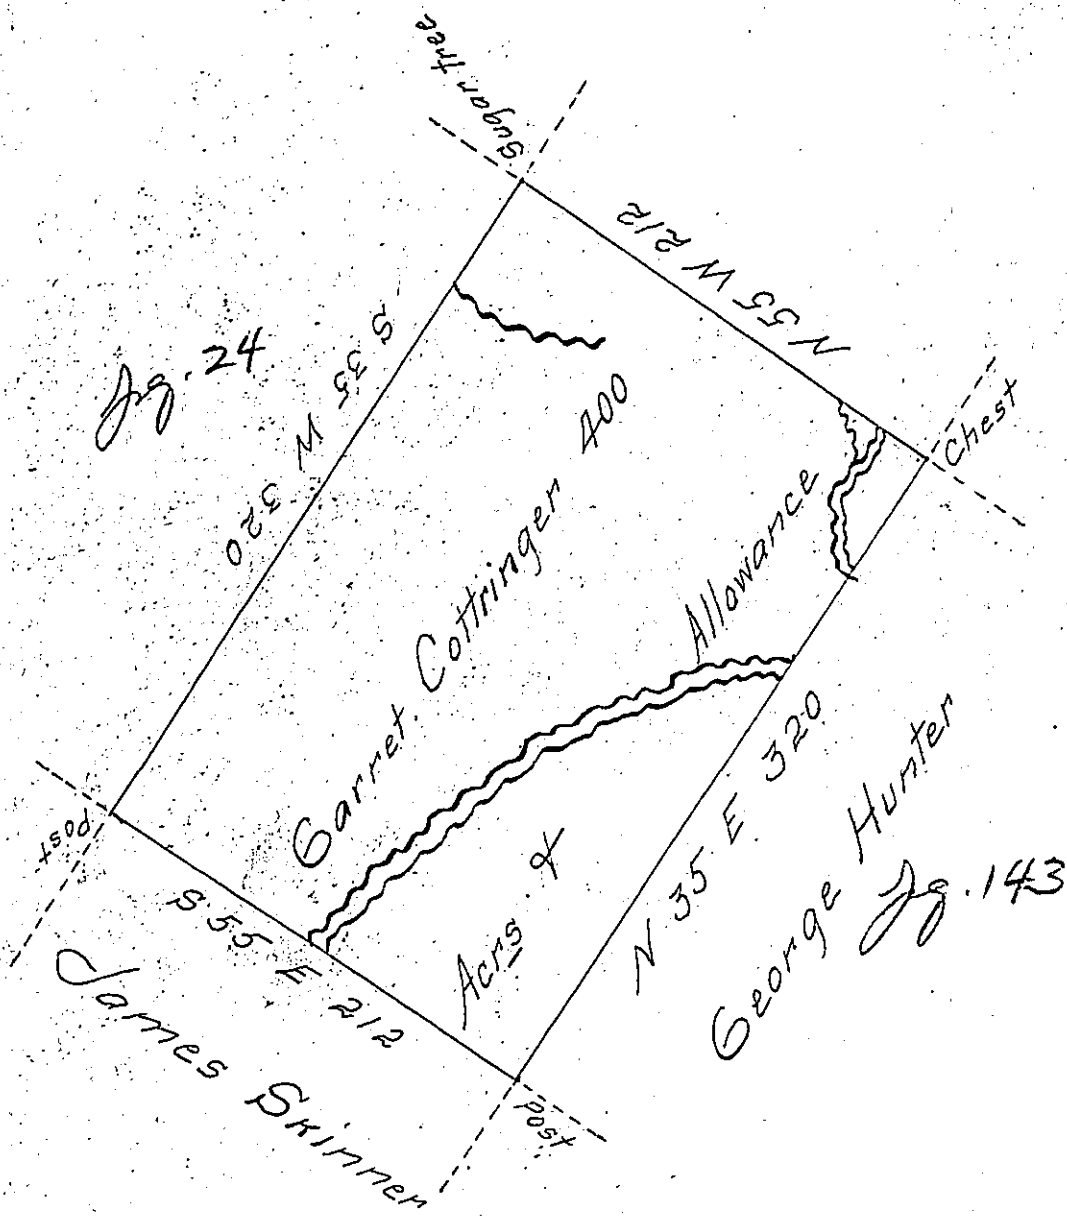 Sugar tree
N 55 W 212
S 35 W 320
Jg. 24
Garret Cottringer 400
Acrs & Allowance
Chest
N 35 E 320
George Hunter
Jg. 143
Post
S 55 E 212
James Skinner
Post